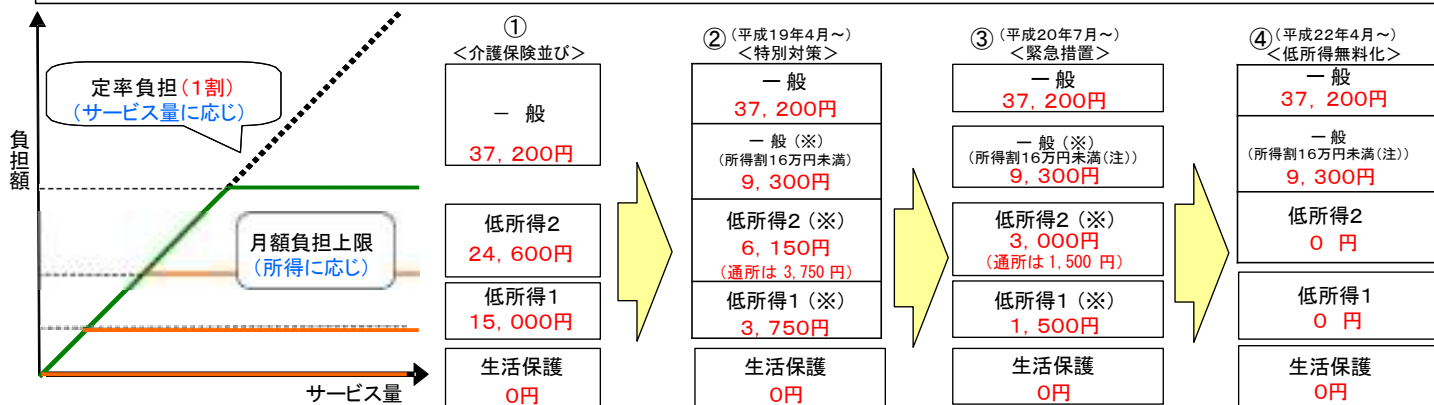 定率負担(1割)
(サービス量に応じ)
負担額
月額負担上限
(所得に応じ)
サービス量
①
<介護保険並び>
一 般
37, 200円
低所得2
24, 600円
低所得1
15, 000円
生活保護
0円
② (平成19年4月~)
<特別対策>
一 般
37, 200円
一 般 (※)
(所得割16万円未満)
9, 300円
低所得2 (※)
6, 150円
(通所は 3,750 円)
低所得1 (※)
3, 750円
生活保護
0円
③ (平成20年7月~)
<緊急措置>
一 般
37, 200円
一 般 (※)
(所得割16万円未満(注))
9, 300円
低所得2 (※)
3, 000円
(通所は 1,500 円)
低所得1 (※)
1, 500円
生活保護
0円
④ (平成22年4月~)
<低所得無料化>
一 般
37, 200円
一 般
(所得割16万円未満(注))
9, 300円
低所得2
0 円
低所得1
0 円
生活保護
0円